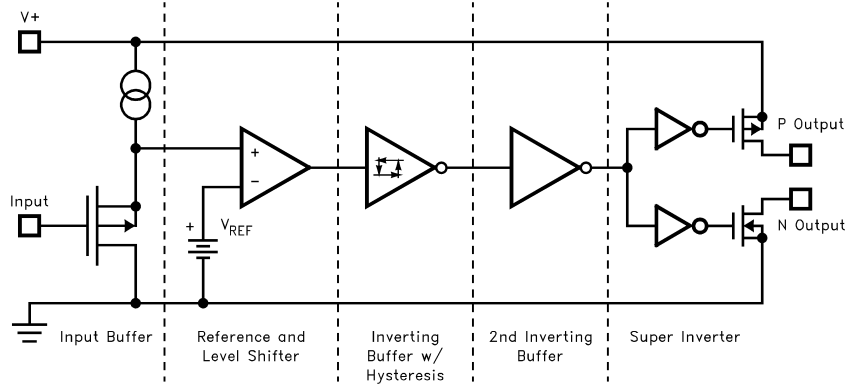 V+
P Output
+
−
Input
N Output
+
VREF
Input Buffer
Reference and
Level Shifter
Inverting
Buffer w/
Hysteresis
2nd Inverting
Buffer
Super Inverter